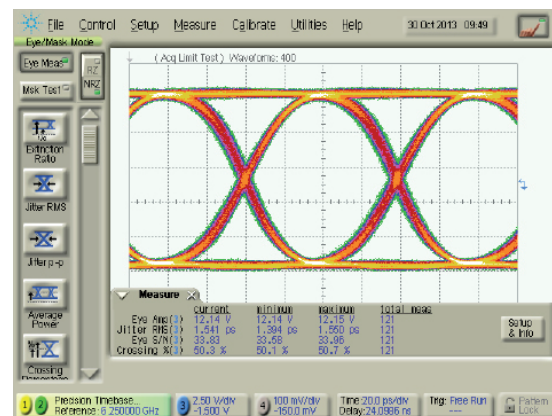 File Control Setup Measure Calibrate Utilities Help 30 Oct 2013 09:49
Eye/Mask Mode
Eye Meas
RZ
NRZ
Msk Test
( Acq Limit Test ) Waveforms: 400
Extinction
Ratio
Jitter RMS
Jitter p-p
Average
Power
Crossing
Measure
current minimum maximum total meas
Eye Amp(3) 12.14 V 12.14 V 12.15 V 121
Jitter RMS(3) 1.541 ps 1.394 ps 1.550 ps 121
Eye S/N(3) 33.83 33.58 33.96 121
Crossing %(3) 50.3 % 50.1 % 50.7 % 121
Setup
& Info
1 2 Precision Timebase...
Reference: 6.250000 GHz
3 2.50 V/div
-1.500 V
4 100 mV/div
-150.0 mV
Time:20.0 ps/div
Delay:24.0986 ns
Trig: Free Run
Pattern
Lock